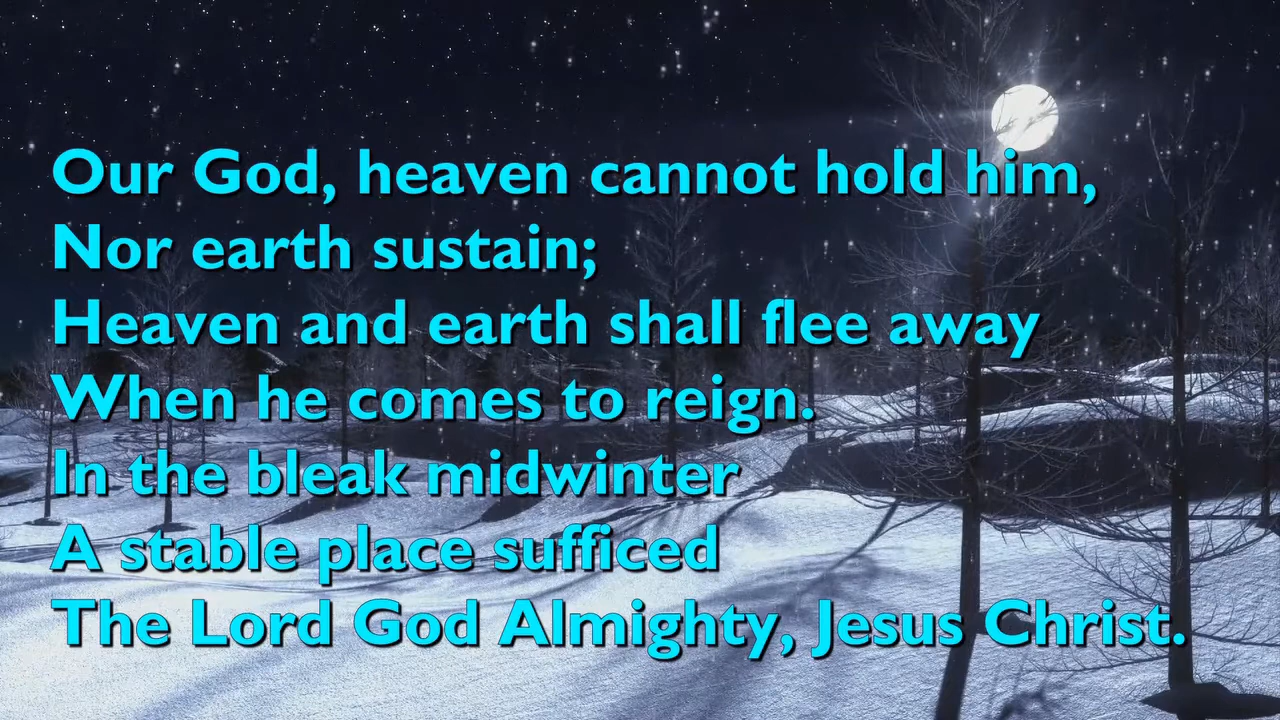 Our God, heaven cannot hold him,
Nor earth sustain;
Heaven and earth shall flee away
When he comes to reign.
In the bleak midwinter
A stable place sufficed
The Lord God Almighty, Jesus Christ.